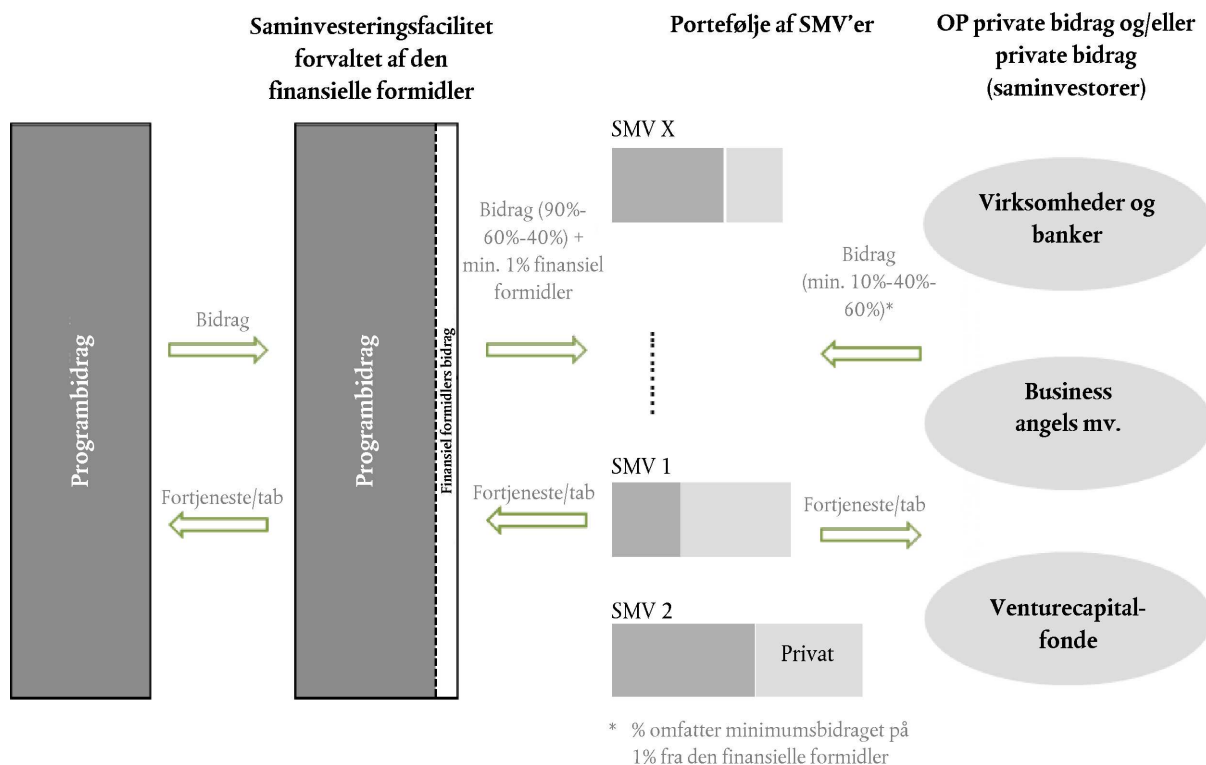 Saminvesteringsfacilitet
forvaltet af den
finansielle formidler
Portefølje af SMV'er
OP private bidrag og/eller
private bidrag
(saminvestorer)
Programbidrag
Bidrag
Fortjeneste/tab
Programbidrag
Finansiel formidlers bidrag
Bidrag (90%-
60%-40%) +
min. 1% finansiel
formidler
Fortjeneste/tab
SMV X
SMV 1
SMV 2
Privat
Bidrag
(min. 10%-40%-
60%)*
Fortjeneste/tab
Virksomheder og
banker
Business
angels mv.
Venturecapital-
fonde
* % omfatter minimumsbidraget på
1% fra den finansielle formidler